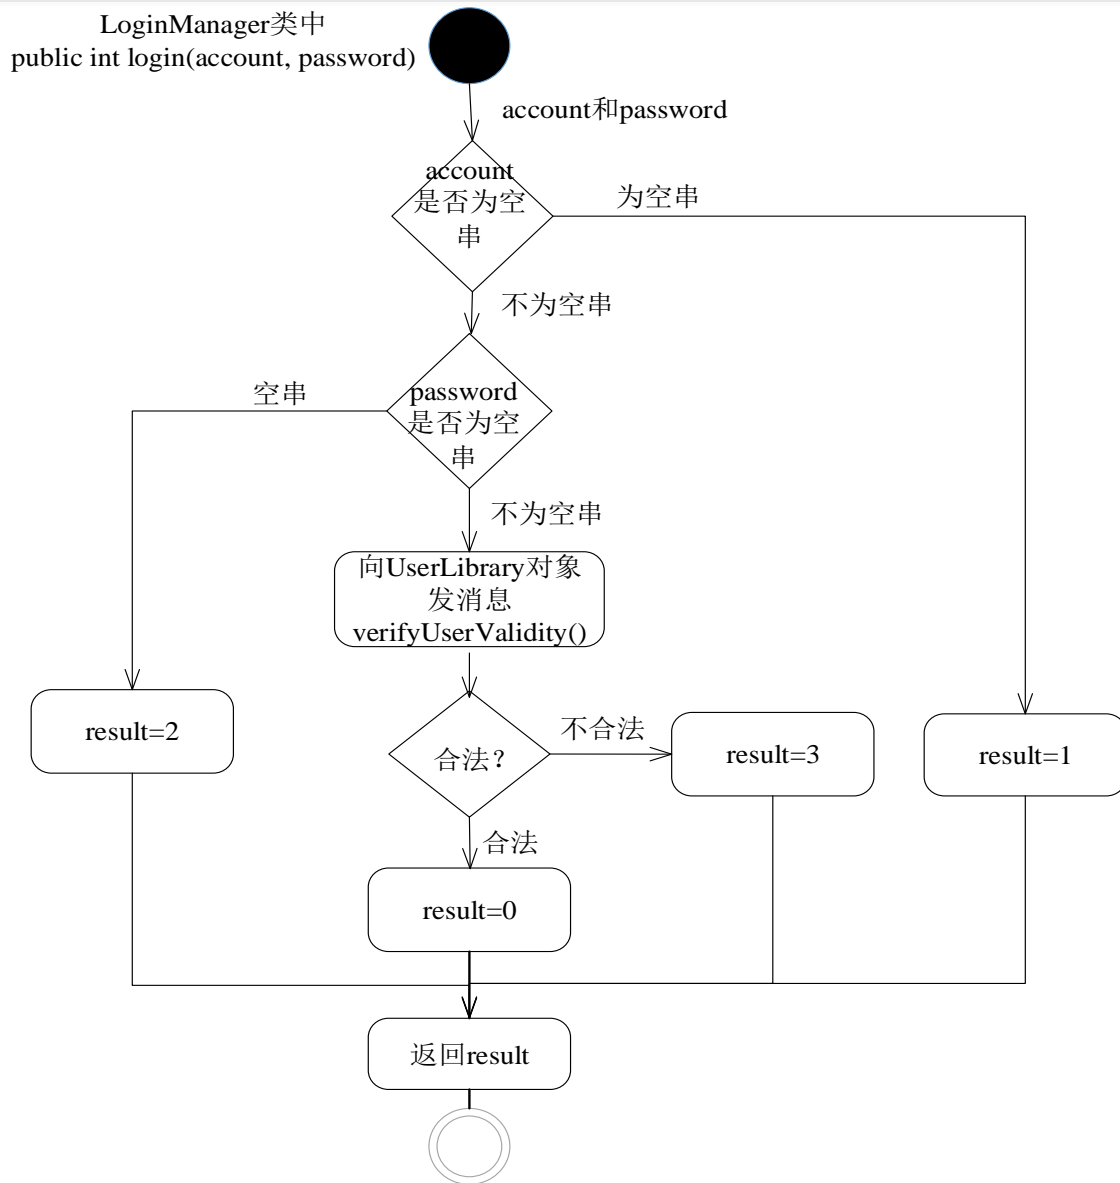 LoginManager类中
public int login(account, password)
account和password
account
是否为空
串
为空串
不为空串
password
是否为空
串
空串
不为空串
向UserLibrary对象
发消息
verifyUserValidity()
result=2
合法？
不合法
result=3
result=1
合法
result=0
返回result